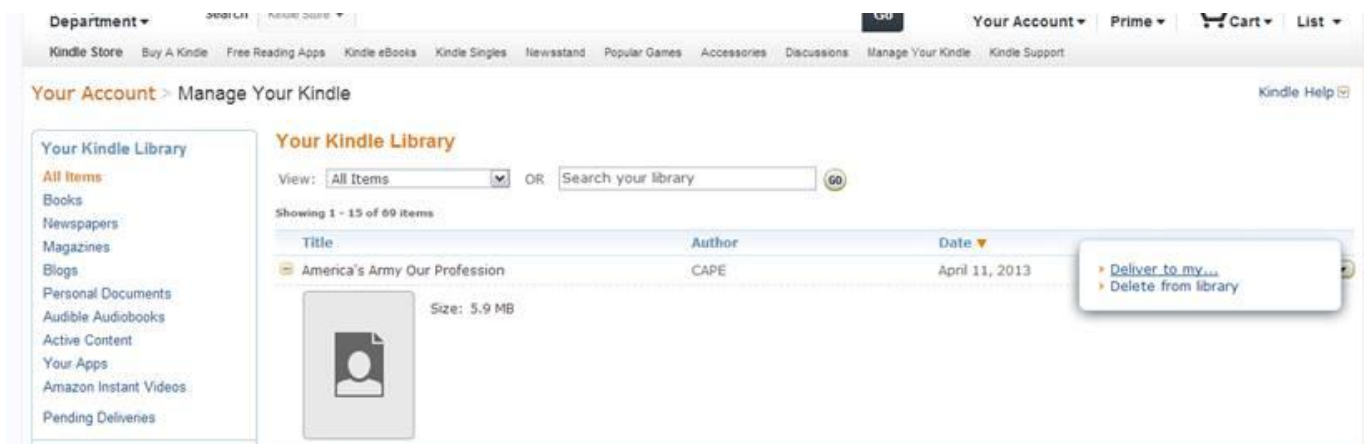 Department Search Kindle Store Go Your Account Prime Cart List
Kindle Store Buy A Kindle Free Reading Apps Kindle eBooks Kindle Singles Newsstand Popular Games Accessories Discussions Manage Your Kindle Kindle Support
Your Account > Manage Your Kindle Kindle Help
Your Kindle Library
All Items
Books
Newspapers
Magazines
Blogs
Personal Documents
Audible Audiobooks
Active Content
Your Apps
Amazon Instant Videos
Pending Deliveries
Your Kindle Library
View: All Items OR Search your library GO
Showing 1 - 15 of 69 items
Title Author Date
America's Army Our Profession CAPE April 11, 2013
Size: 5.9 MB
Deliver to my...
Delete from library